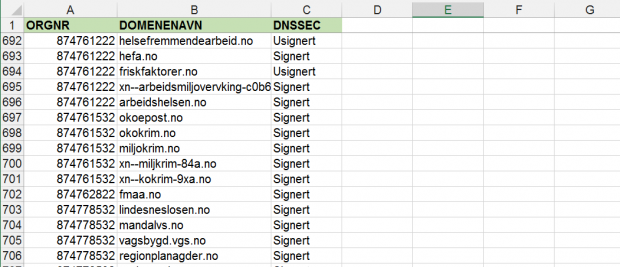 A B C D E F G
1 ORGNR DOMENENAVN DNSSEC
692 874761222 helsefremmendearbeid.no Usignert
693 874761222 hefa.no Signert
694 874761222 friskfaktorer.no Usignert
695 874761222 xn--arbeidsmiljovervking-c0b6 Signert
696 874761222 arbeidshelsen.no Signert
697 874761532 okoepost.no Signert
698 874761532 okokrim.no Signert
699 874761532 miljokrim.no Signert
700 874761532 xn--miljkrim-84a.no Signert
701 874761532 xn--kokrim-9xa.no Signert
702 874762822 fmaa.no Signert
703 874778532 lindesneslosen.no Signert
704 874778532 mandalvs.no Signert
705 874778532 vagsbygd.vgs.no Signert
706 874778532 regionplanagder.no Signert